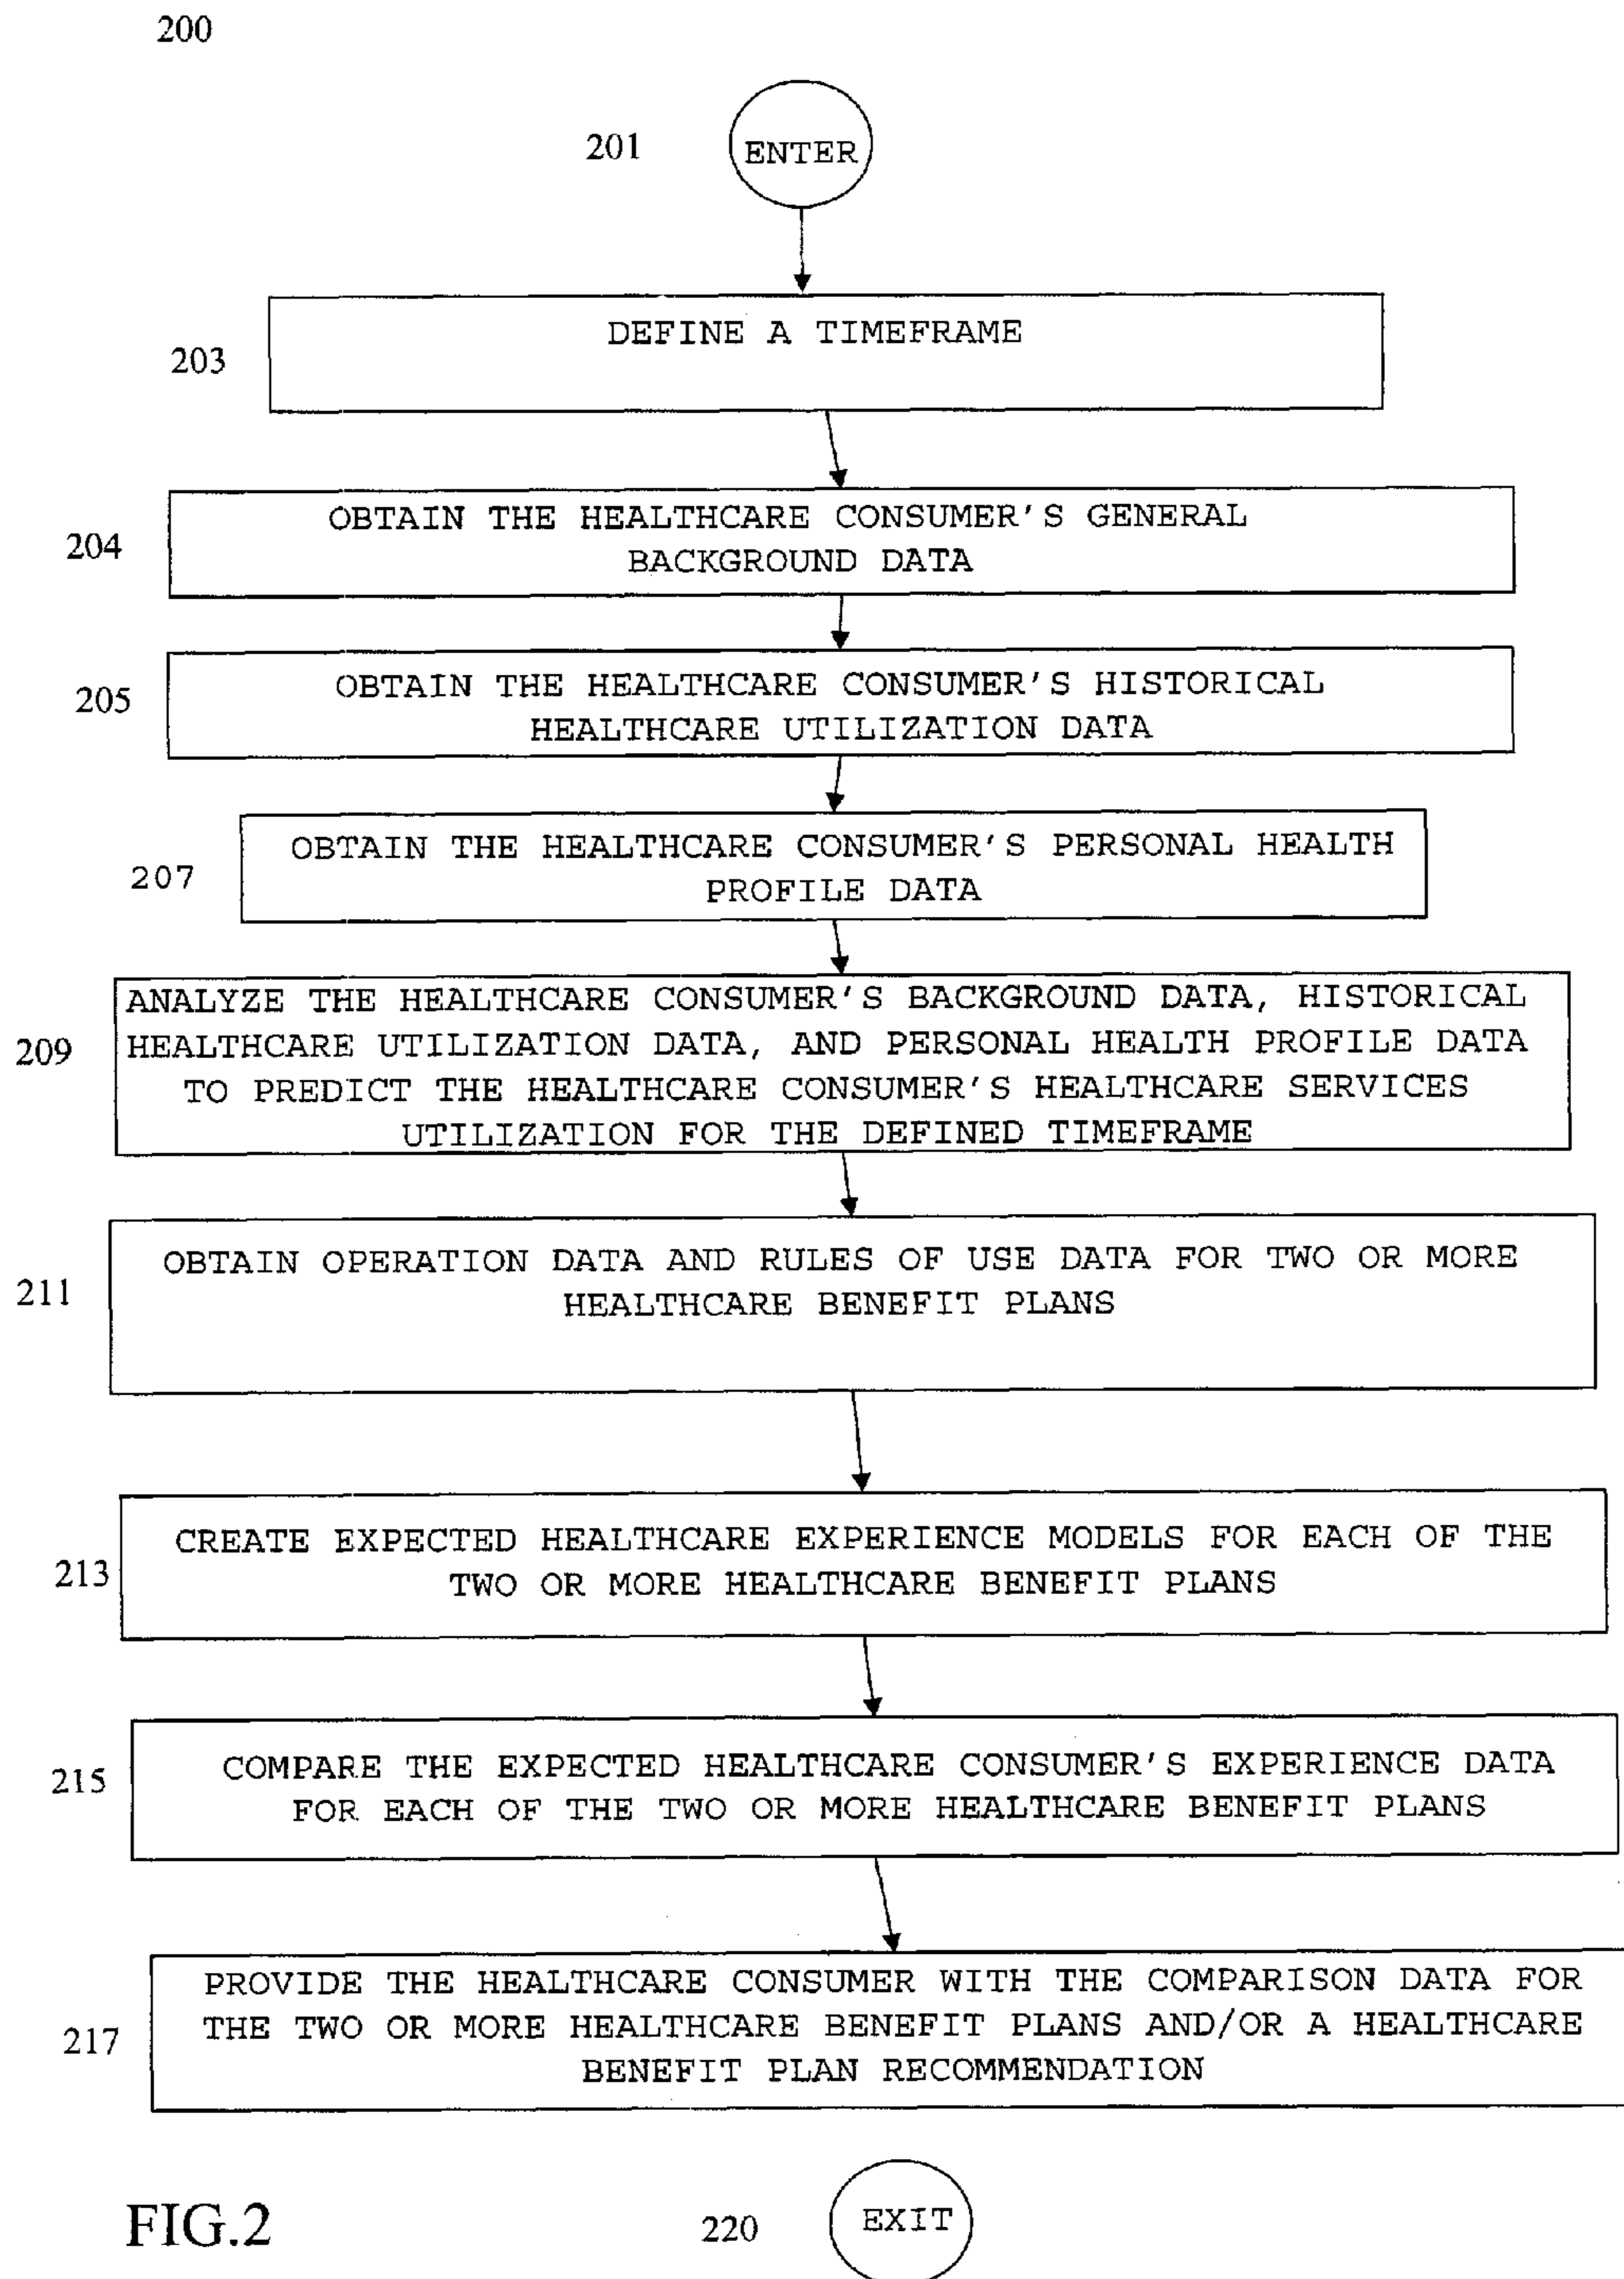 200
201
ENTER
203
DEFINE A TIMEFRAME
204
OBTAIN THE HEALTHCARE CONSUMER'S GENERAL
BACKGROUND DATA
205
OBTAIN THE HEALTHCARE CONSUMER'S HISTORICAL
HEALTHCARE UTILIZATION DATA
207
OBTAIN THE HEALTHCARE CONSUMER'S PERSONAL HEALTH
PROFILE DATA
209
ANALYZE THE HEALTHCARE CONSUMER'S BACKGROUND DATA, HISTORICAL
HEALTHCARE UTILIZATION DATA, AND PERSONAL HEALTH PROFILE DATA
TO PREDICT THE HEALTHCARE CONSUMER'S HEALTHCARE SERVICES
UTILIZATION FOR THE DEFINED TIMEFRAME
211
OBTAIN OPERATION DATA AND RULES OF USE DATA FOR TWO OR MORE
HEALTHCARE BENEFIT PLANS
213
CREATE EXPECTED HEALTHCARE EXPERIENCE MODELS FOR EACH OF THE
TWO OR MORE HEALTHCARE BENEFIT PLANS
215
COMPARE THE EXPECTED HEALTHCARE CONSUMER'S EXPERIENCE DATA
FOR EACH OF THE TWO OR MORE HEALTHCARE BENEFIT PLANS
217
PROVIDE THE HEALTHCARE CONSUMER WITH THE COMPARISON DATA FOR
THE TWO OR MORE HEALTHCARE BENEFIT PLANS AND/OR A HEALTHCARE
BENEFIT PLAN RECOMMENDATION
FIG.2
220
EXIT